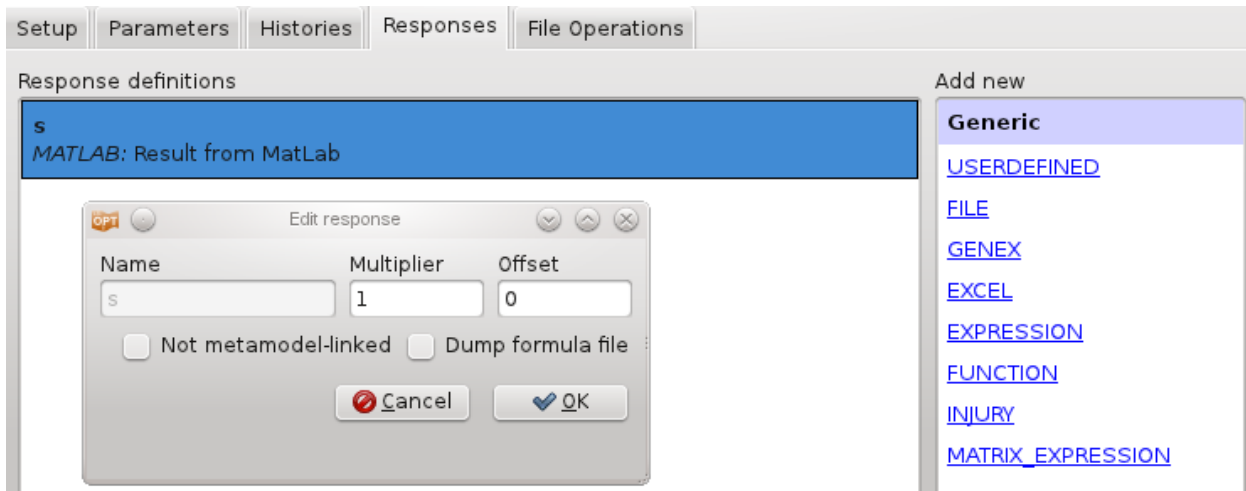 Setup Parameters Histories Responses File Operations
Response definitions
s
MATLAB: Result from MatLab
OPT Edit response
Name Multiplier Offset
s 1 0
Not metamodel-linked Dump formula file
Cancel OK
Add new
Generic
USERDEFINED
FILE
GENEX
EXCEL
EXPRESSION
FUNCTION
INJURY
MATRIX_EXPRESSION